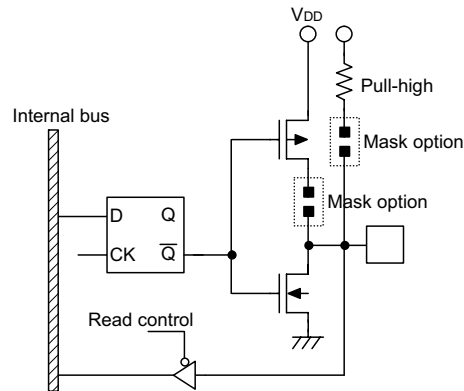 VDD
Pull-high
Internal bus
Mask option
Mask option
D
Q
CK
Q̅
Read control